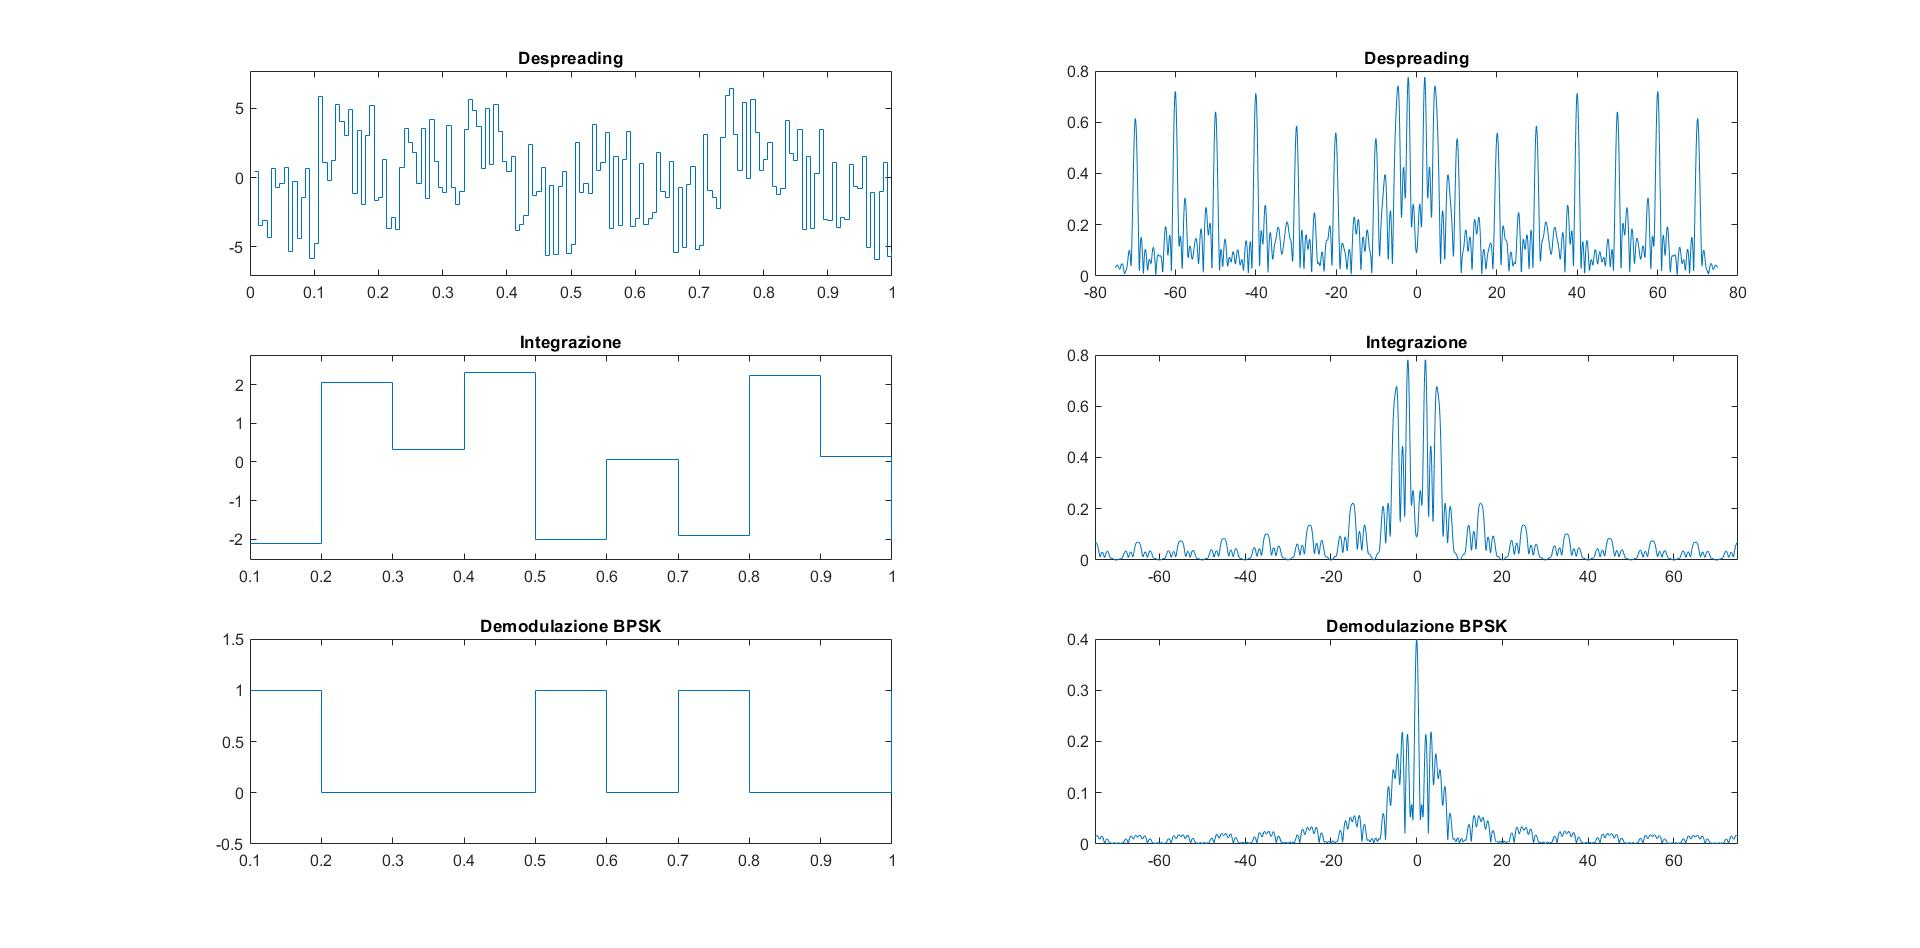 Despreading
5
0
-5
0 0.1 0.2 0.3 0.4 0.5 0.6 0.7 0.8 0.9 1
Despreading
0.8
0.6
0.4
0.2
0
-80 -60 -40 -20 0 20 40 60 80
Integrazione
2
1
0
-1
-2
0.1 0.2 0.3 0.4 0.5 0.6 0.7 0.8 0.9 1
Integrazione
0.8
0.6
0.4
0.2
0
-60 -40 -20 0 20 40 60
Demodulazione BPSK
1.5
1
0.5
0
-0.5
0.1 0.2 0.3 0.4 0.5 0.6 0.7 0.8 0.9 1
Demodulazione BPSK
0.4
0.3
0.2
0.1
0
-60 -40 -20 0 20 40 60